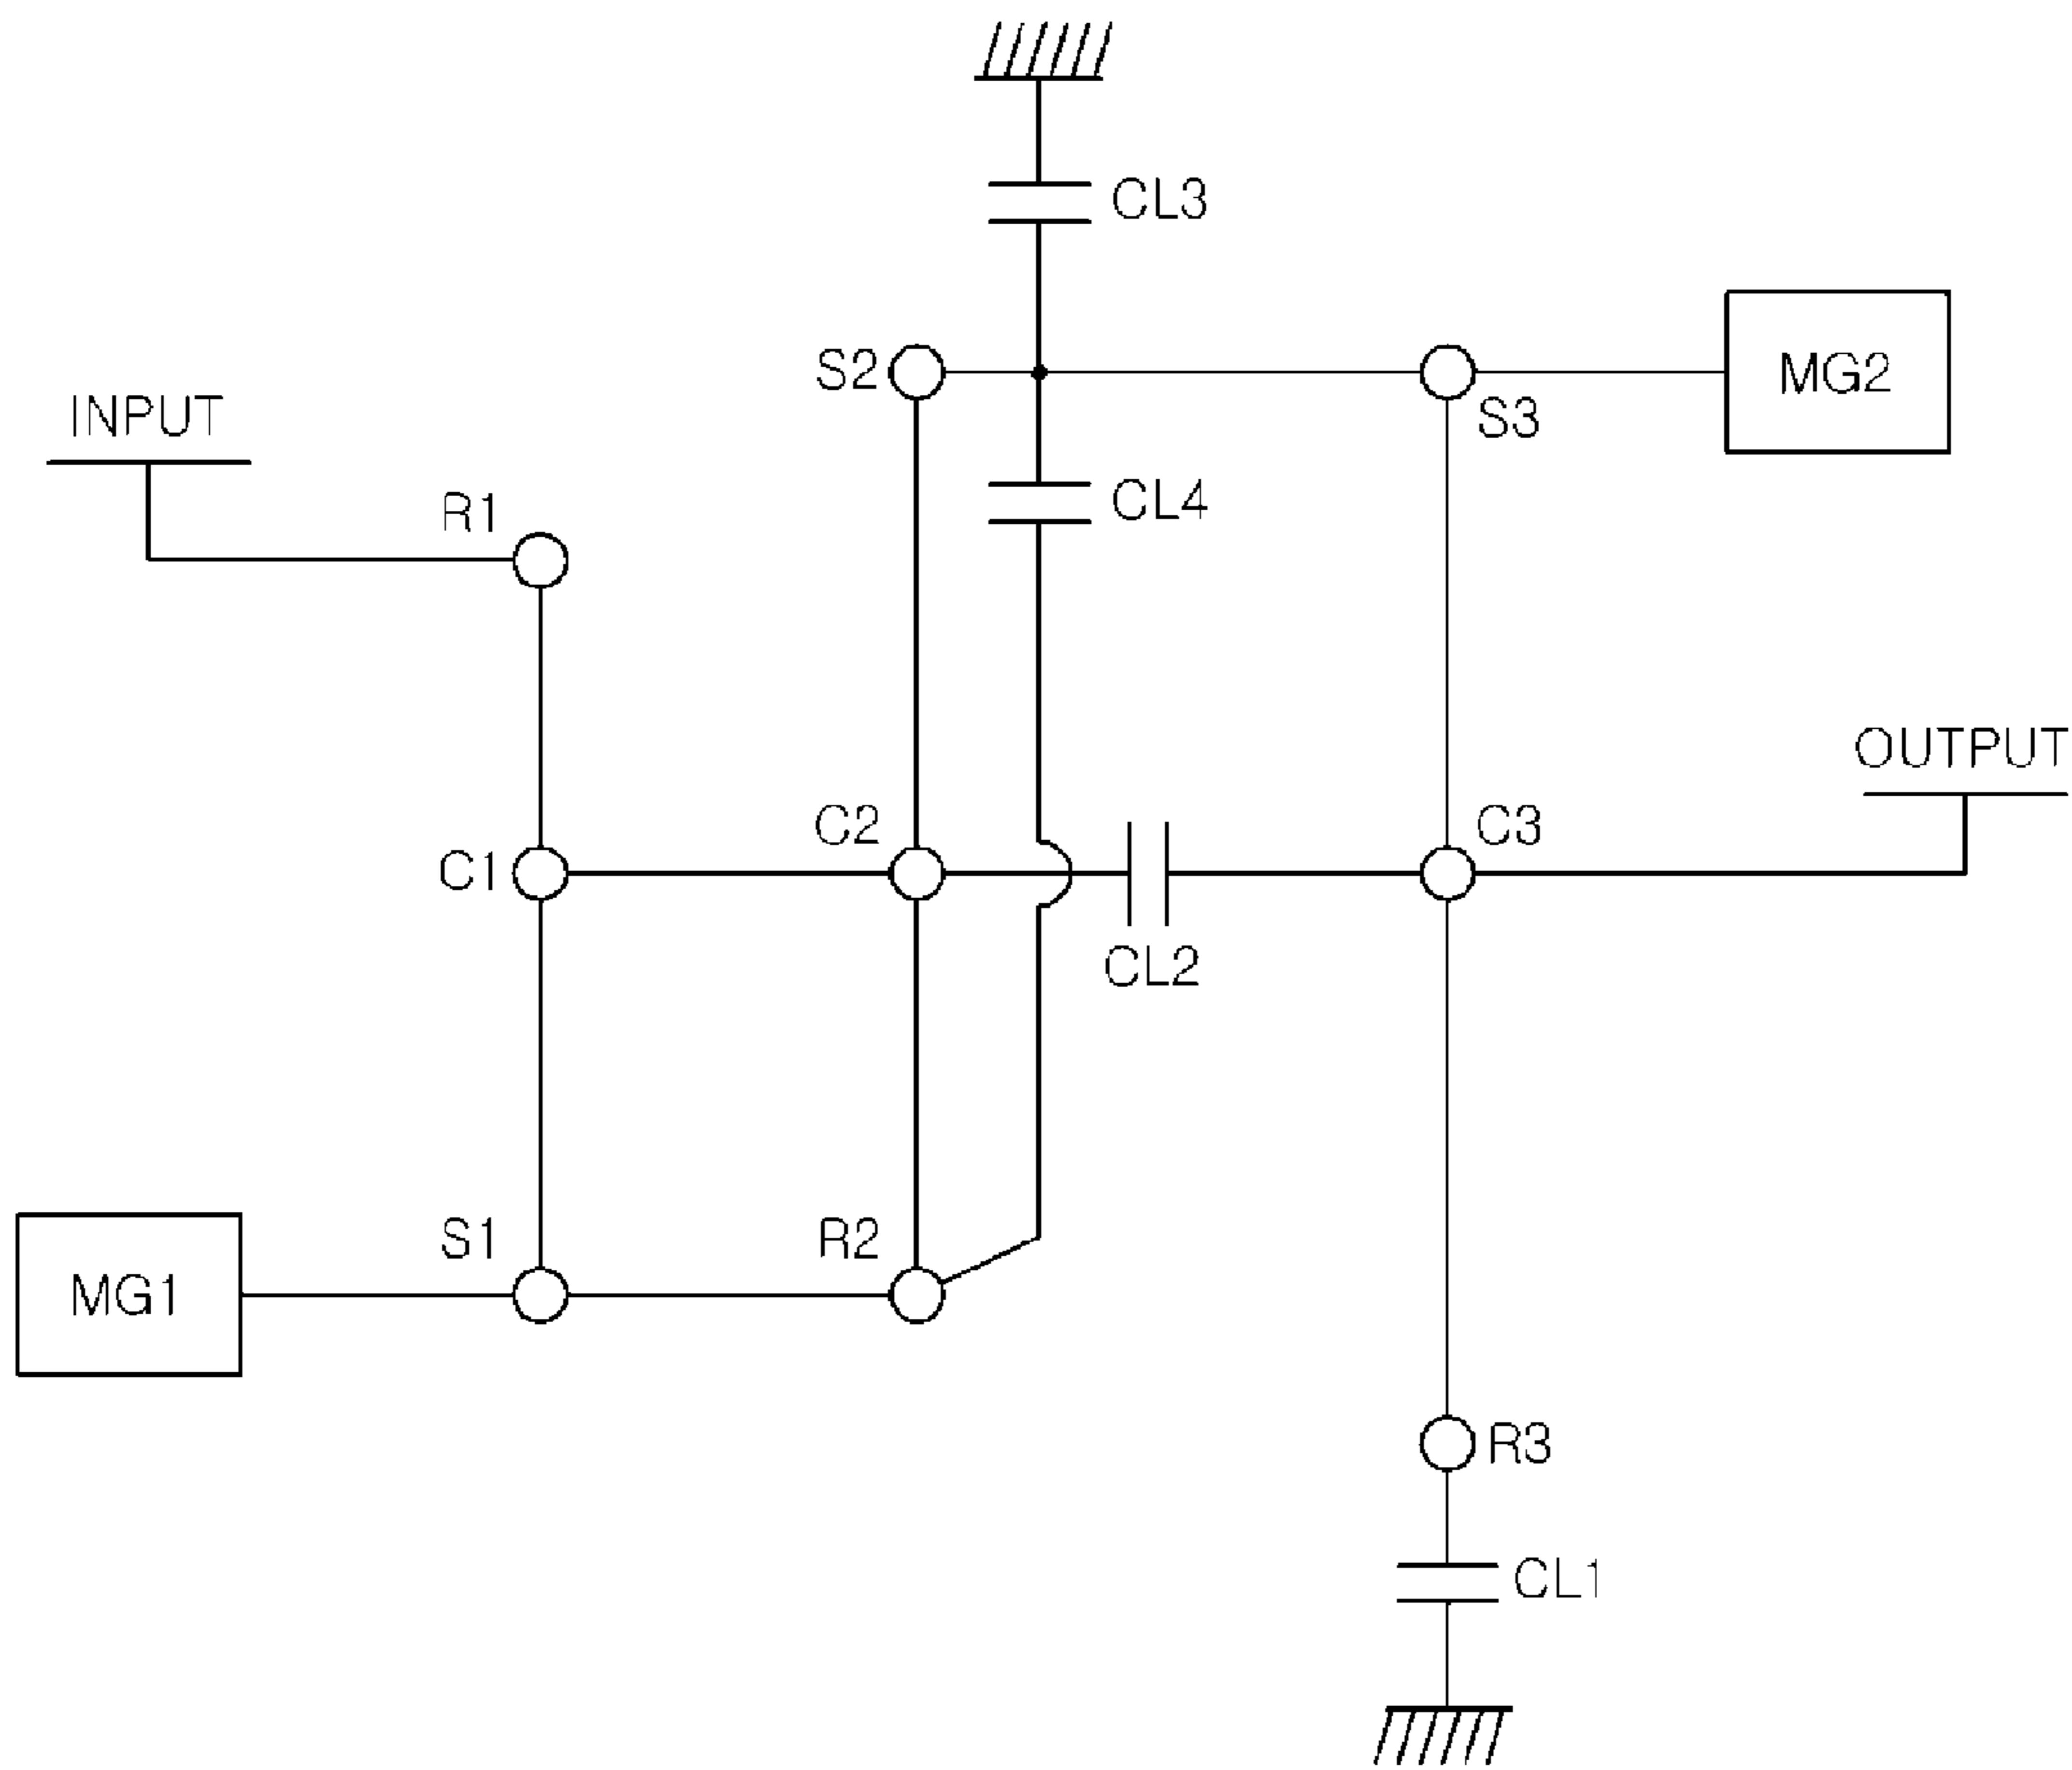 CL3
S2
MG2
INPUT
S3
R1
CL4
OUTPUT
C2
C3
C1
CL2
S1
R2
MG1
R3
CL1